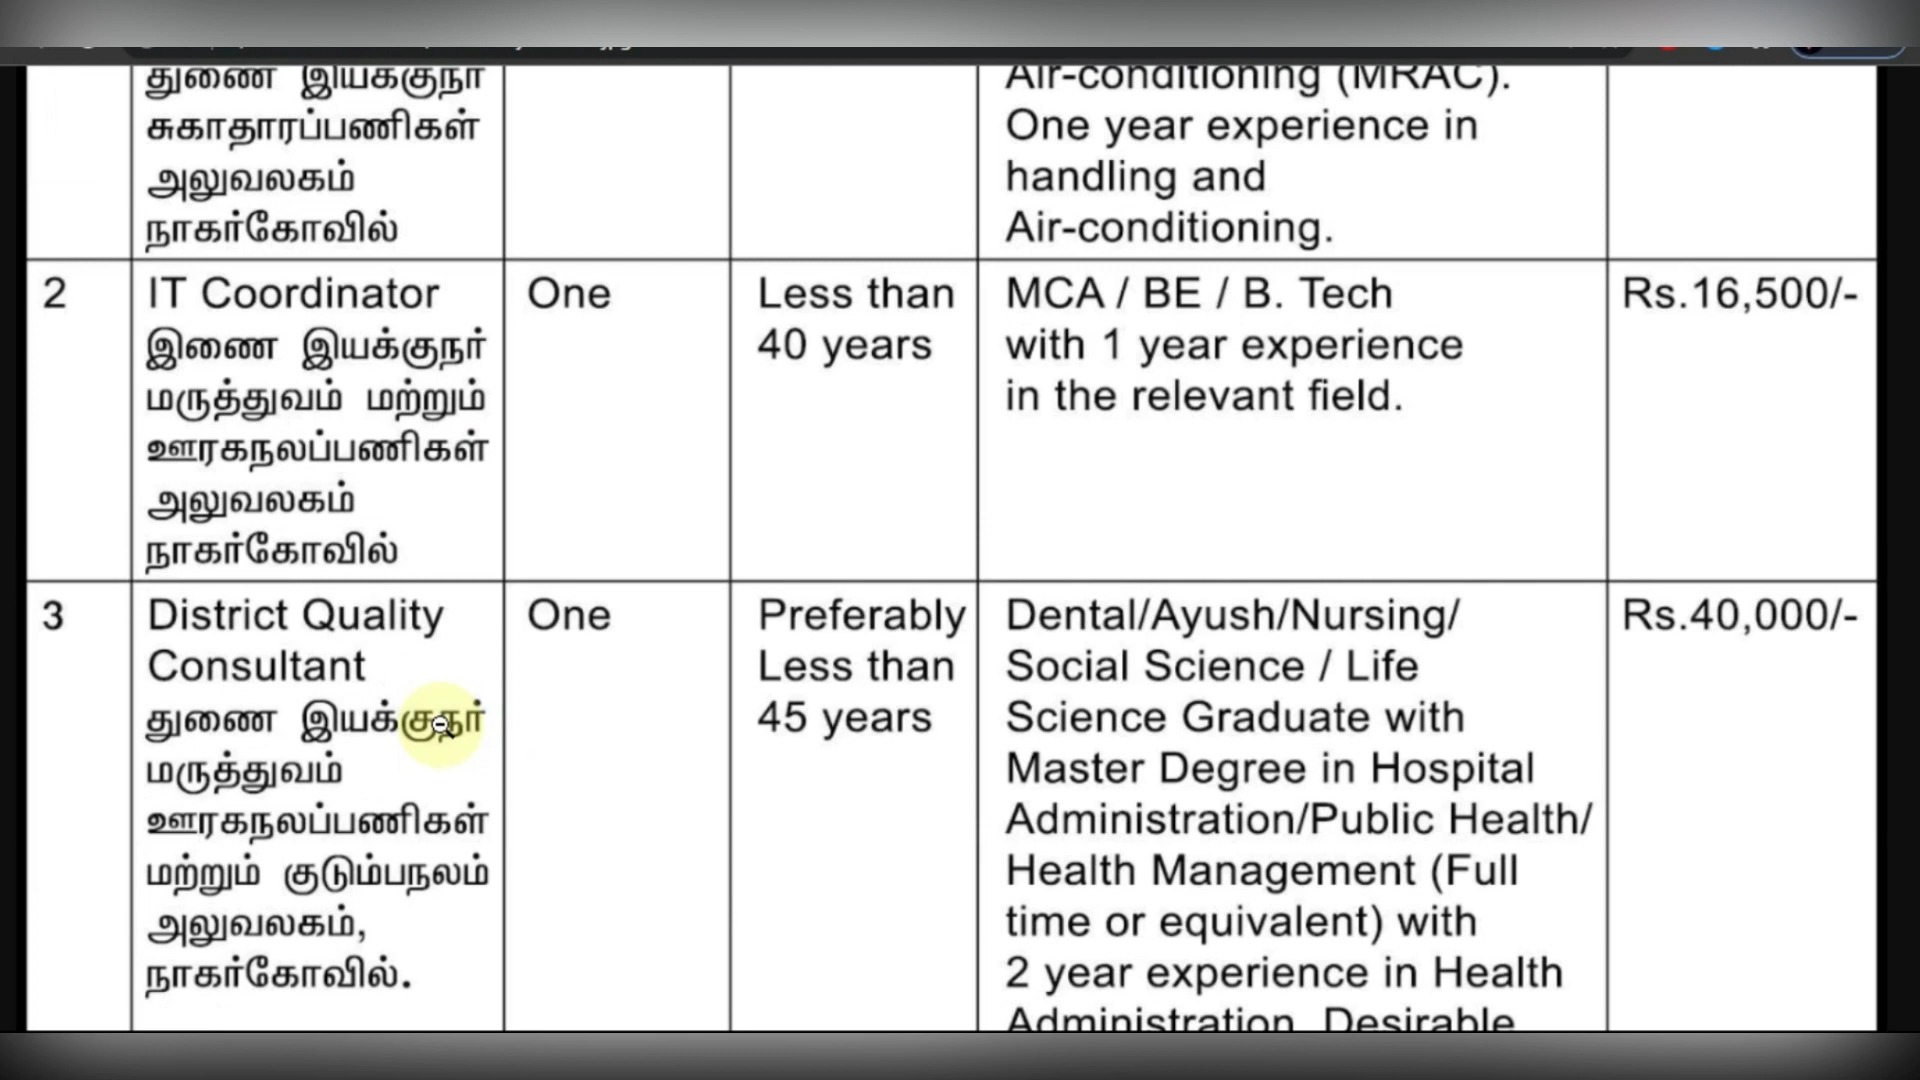 துணை இயக்குநர்
சுகாதாரப்பணிகள்
அலுவலகம்
நாகர்கோவில்
Air-conditioning (MRAC).
One year experience in
handling and
Air-conditioning.
2
IT Coordinator
இணை இயக்குநர்
மருத்துவம் மற்றும்
ஊரகநலப்பணிகள்
அலுவலகம்
நாகர்கோவில்
One
Less than
40 years
MCA / BE / B. Tech
with 1 year experience
in the relevant field.
Rs.16,500/-
3
District Quality
Consultant
துணை இயக்குநர்
மருத்துவம்
ஊரகநலப்பணிகள்
மற்றும் குடும்பநலம்
அலுவலகம்,
நாகர்கோவில்.
One
Preferably
Less than
45 years
Dental/Ayush/Nursing/
Social Science / Life
Science Graduate with
Master Degree in Hospital
Administration/Public Health/
Health Management (Full
time or equivalent) with
2 year experience in Health
Administration. Desirable
Rs.40,000/-